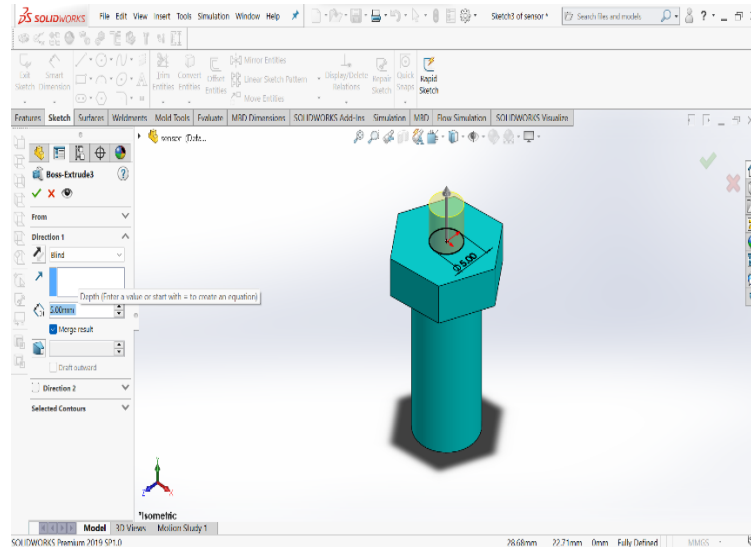 SOLIDWORKS File Edit View Insert Tools Simulation Window Help Sketch3 of sensor * Search files and models
Exit Sketch Smart Dimension Trim Entities Convert Entities Offset Entities Mirror Entities Linear Sketch Pattern Move Entities Display/Delete Relations Repair Sketch Quick Snaps Rapid Sketch
Features Sketch Surfaces Weldments Mold Tools Evaluate MBD Dimensions SOLIDWORKS Add-Ins Simulation MBD Flow Simulation SOLIDWORKS Visualize
sensor (Defa...
Boss-Extrude3
From
Direction 1
Blind
Depth (Enter a value or start with = to create an equation)
5.00mm
Merge result
Draft outward
Direction 2
Selected Contours
Ø5.00
*Isometric
Model 3D Views Motion Study 1
SOLIDWORKS Premium 2019 SP1.0 28.68mm 22.71mm 0mm Fully Defined MMGS